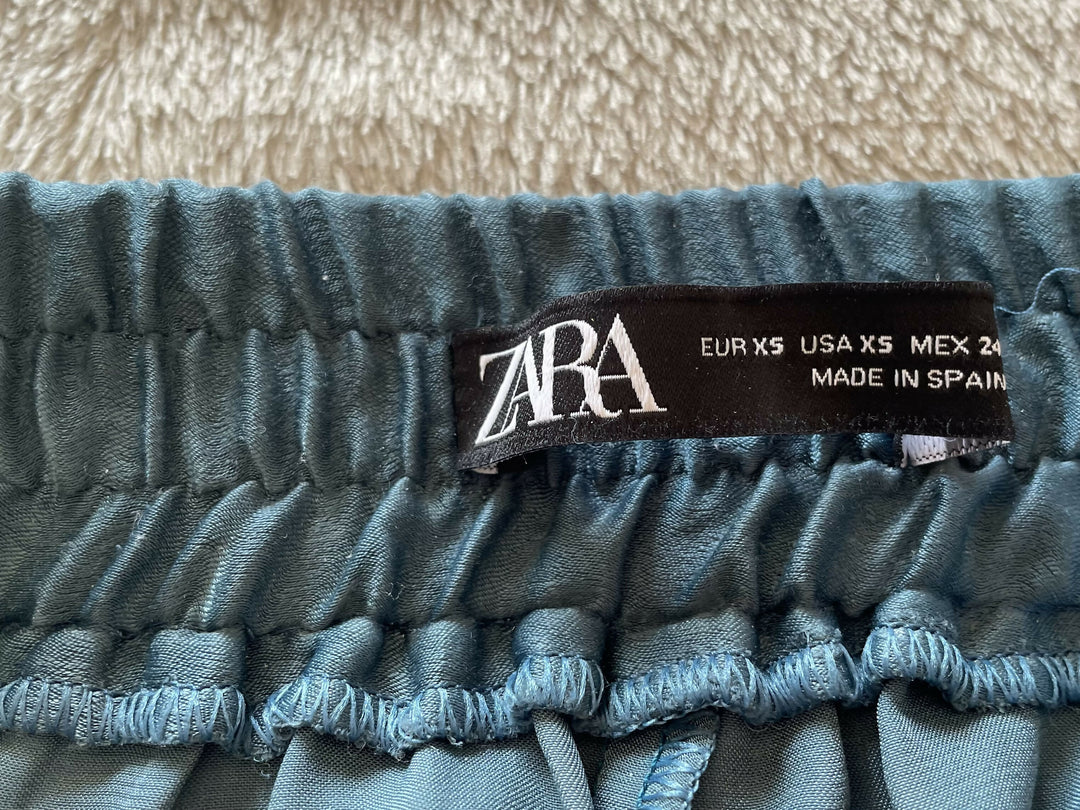 ZARA
EUR XS USA XS MEX 24
MADE IN SPAIN